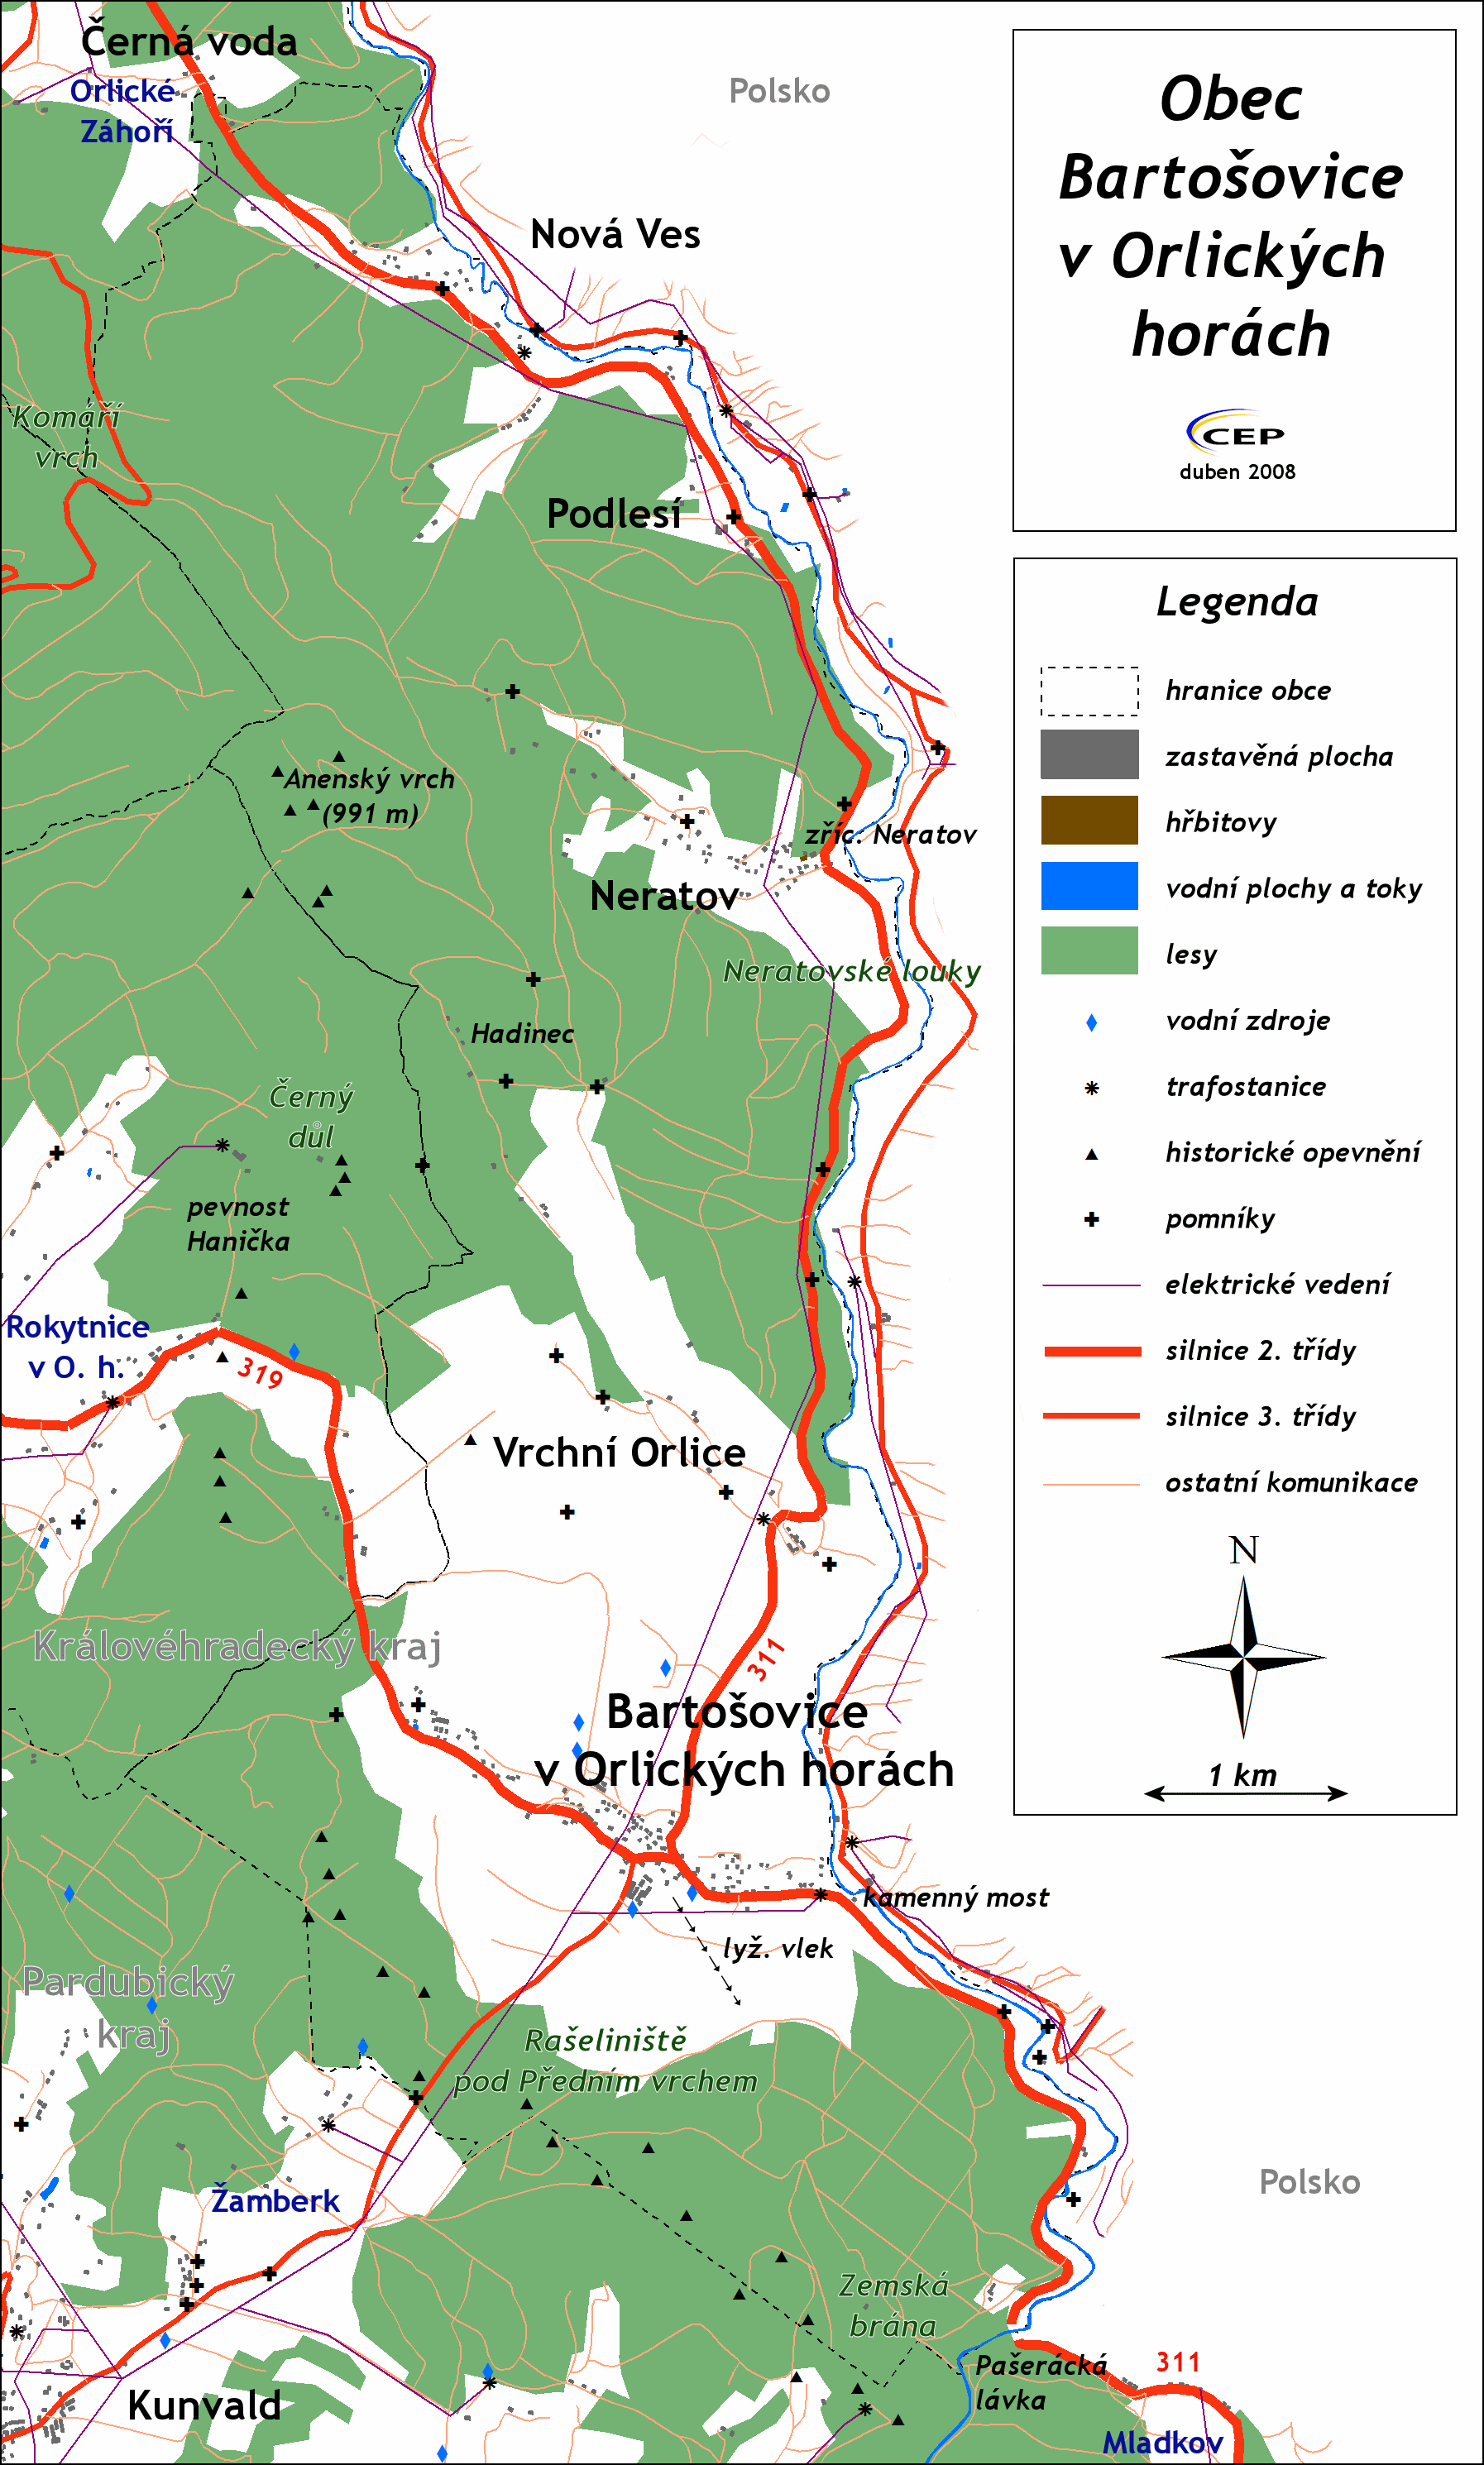 Obec
Bartošovice
v Orlických
horách
CEP
duben 2008
Legenda
hranice obce
zastavěná plocha
hřbitovy
vodní plochy a toky
lesy
vodní zdroje
trafostanice
historické opevnění
pomníky
elektrické vedení
silnice 2. třídy
silnice 3. třídy
ostatní komunikace
N
1 km
Černá voda
Orlické
Záhoří
Polsko
Nová Ves
Komáří
vrch
Podlesí
Anenský vrch
(991 m)
zříc. Neratov
Neratov
Neratovské louky
Hadinec
Černý
důl
pevnost
Hanička
Rokytnice
v O. h.
319
Vrchní Orlice
Královéhradecký kraj
311
Bartošovice
v Orlických horách
kamenný most
lyž. vlek
Pardubický
kraj
Rašeliniště
pod Předním vrchem
Žamberk
Polsko
Zemská
brána
Pašerácká
lávka
311
Kunvald
Mladkov